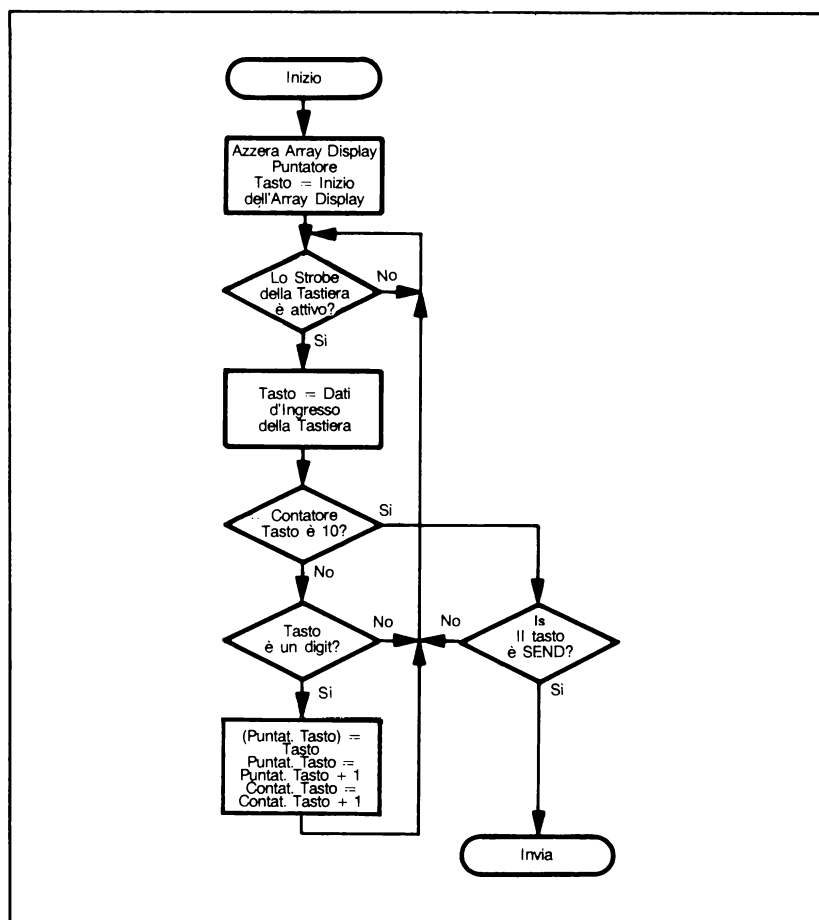 Inizio
Azzera Array Display
Puntatore
Tasto = Inizio
dell'Array Display
Lo Strobe
della Tastiera
è attivo?
No
Sì
Tasto = Dati
d'Ingresso
della Tastiera
Contatore
Tasto è 10?
Si
No
Tasto
è un digit?
No
No
Is
Il tasto
è SEND?
Si
Si
(Puntat. Tasto) =
Tasto
Puntat. Tasto =
Puntat. Tasto + 1
Contat. Tasto =
Contat. Tasto + 1
Invia